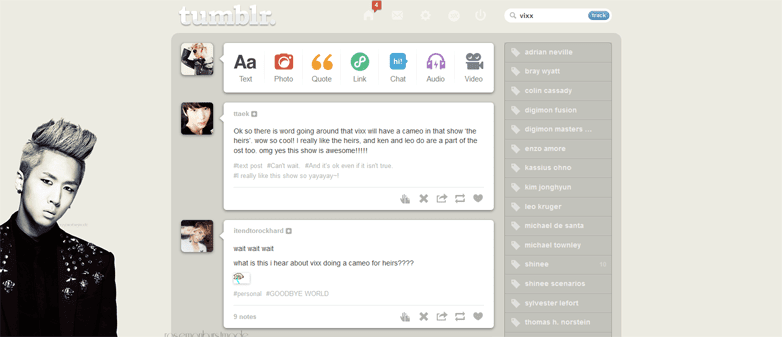 tumblr.
4
vixx
track
Aa
hi!
Text
Photo
Quote
Link
Chat
Audio
Video
Ok so there is word going around that vixx will have a cameo in that show 'the
heirs'. wow so cool! I really like the heirs, and ken and leo do are a part of the
ost too. omg yes this show is awesome!!!!!
#text post #Can't wait. #And it's ok even if it isn't true.
#I really like this show so yayayay~!
itendtorockhard
wait wait wait
what is this i hear about vixx doing a cameo for heirs????
#personal #GOODBYE WORLD
9 notes
adrian neville
bray wyatt
colin cassady
digimon fusion
digimon masters ...
enzo amore
kassius ohno
kim jonghyun
leo kruger
michael de santa
michael townley
shinee
shinee scenarios
sylvester lefort
thomas h. norstein